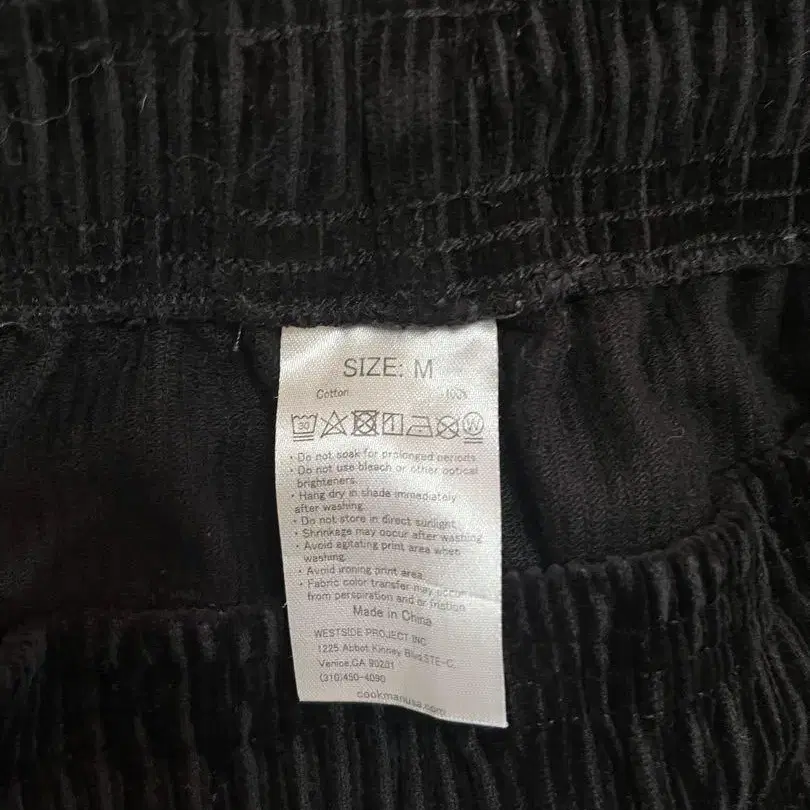 SIZE: M
Cotton 100%
30 W
• Do not soak for prolonged periods
• Do not use bleach or other optical
brighteners.
• Hang dry in shade immediately
after washing.
• Do not store in direct sunlight
• Shrinkage may occur after washing
• Avoid agitating print area when
washing.
• Avoid ironing print area
• Fabric color transfer may occur
from perspiration and or friction
Made in China
WESTSIDE PROJECT INC
1225 Abbot Kinney Blvd,STE-C.
Venice,CA 90291
(310)450-4090
cookmanusa.com